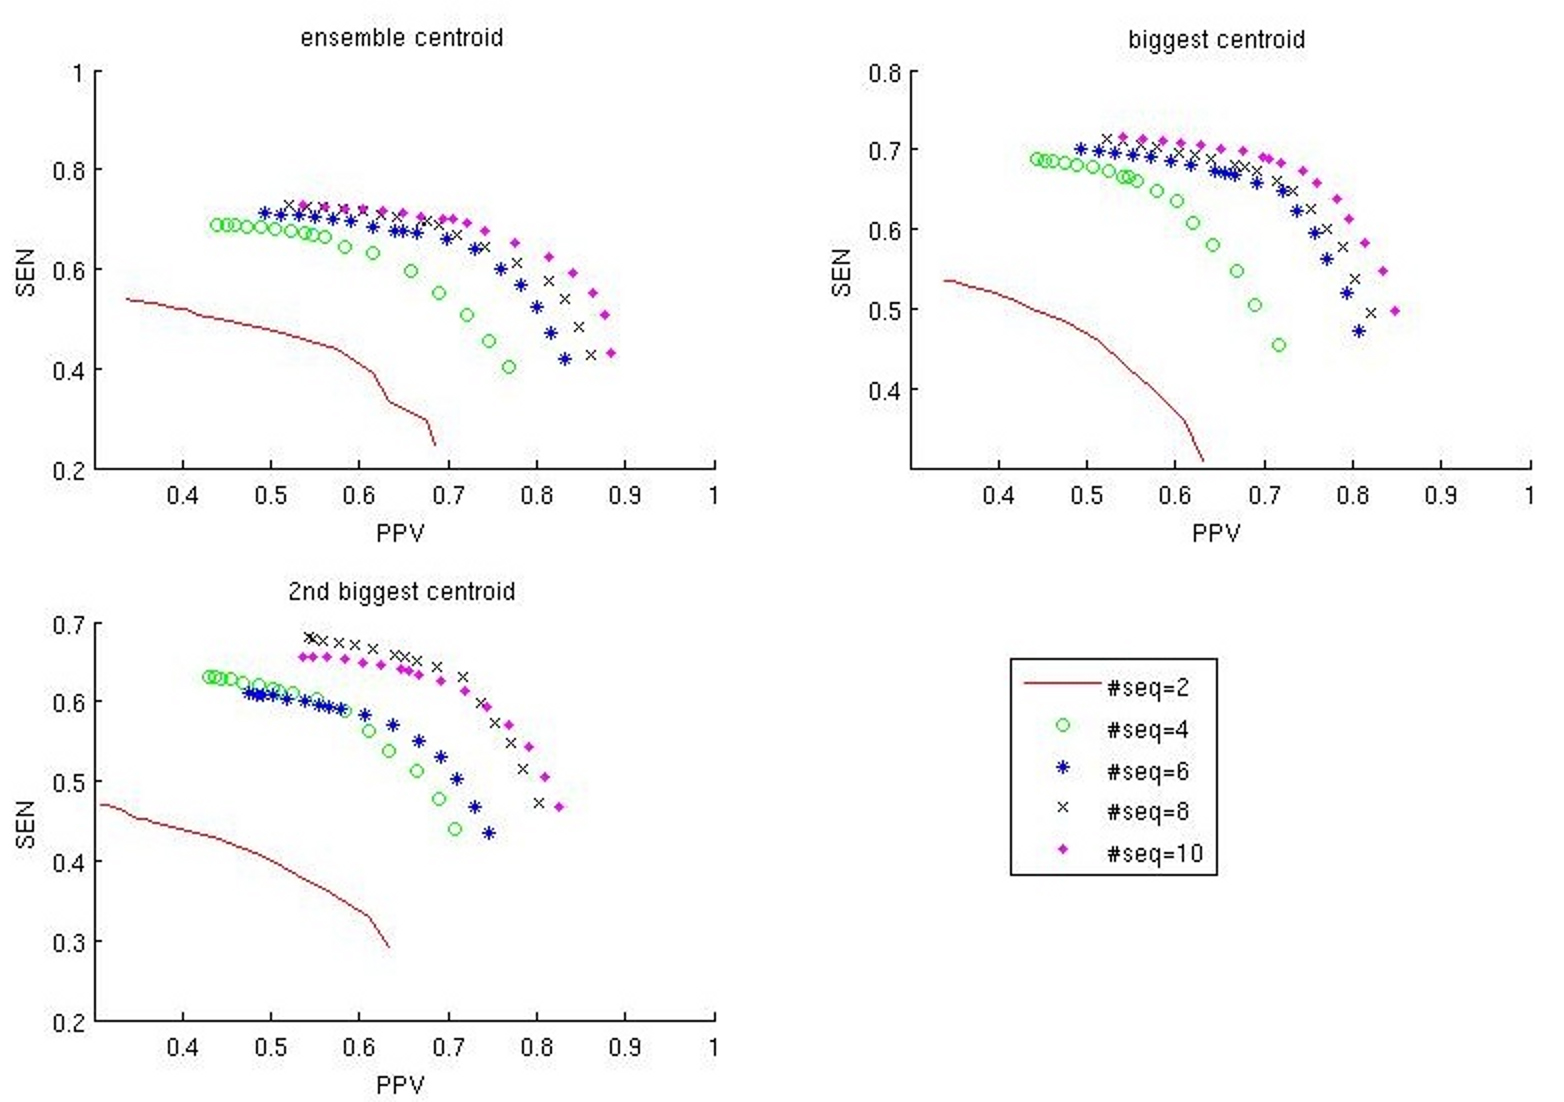 ensemble centroid
1
0.8
0.6
0.4
0.2
SEN
0.4 0.5 0.6 0.7 0.8 0.9 1
PPV
biggest centroid
0.8
0.7
0.6
0.5
0.4
SEN
0.4 0.5 0.6 0.7 0.8 0.9 1
PPV
2nd biggest centroid
0.7
0.6
0.5
0.4
0.3
0.2
SEN
0.4 0.5 0.6 0.7 0.8 0.9 1
PPV
#seq=2
#seq=4
#seq=6
#seq=8
#seq=10